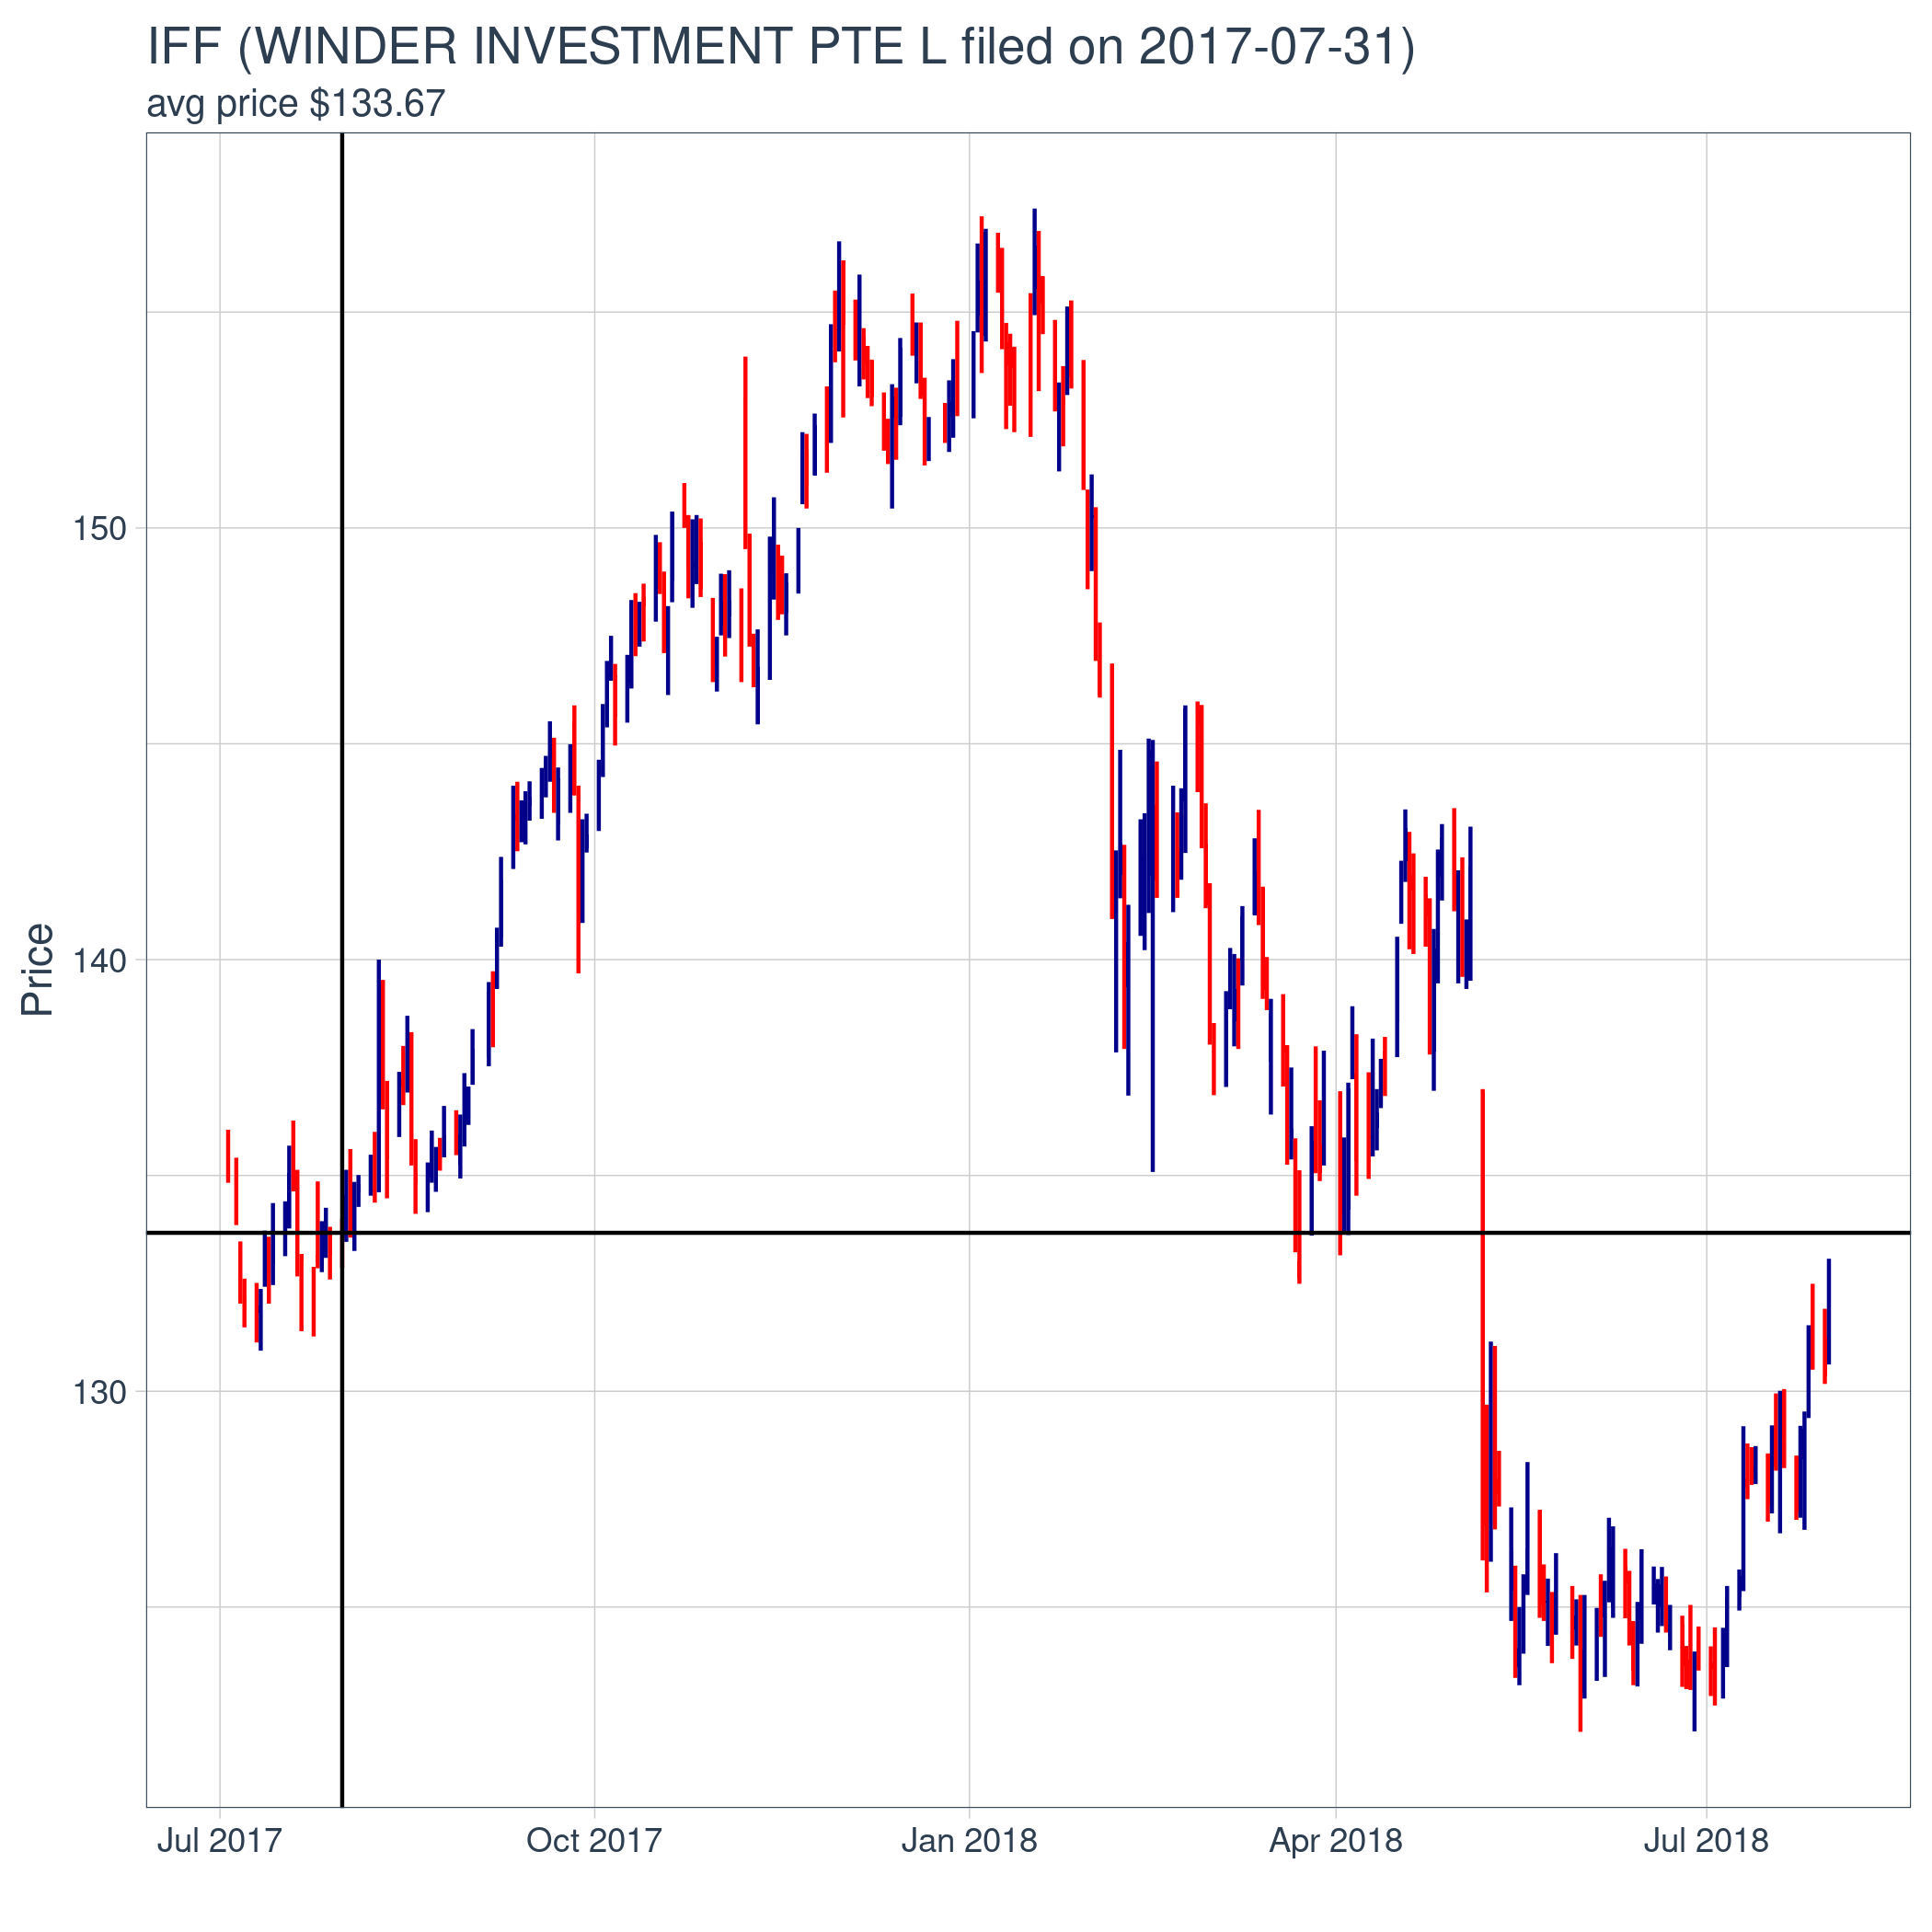 IFF (WINDER INVESTMENT PTE L filed on 2017-07-31)
avg price $133.67
Price
150
140
130
Jul 2017 Oct 2017 Jan 2018 Apr 2018 Jul 2018